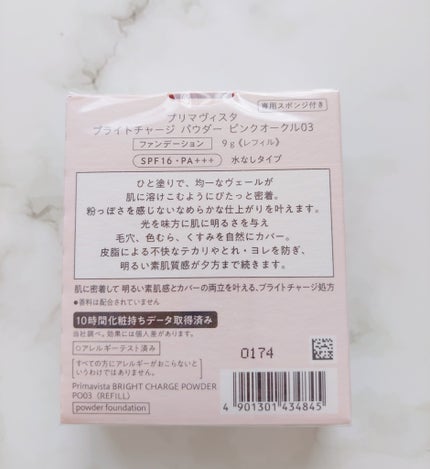 専用スポンジ付き
プリマヴィスタ
ブライトチャージ パウダー ピンクオークル03
ファンデーション 9g《レフィル》
SPF16・PA+++ 水なしタイプ
ひと塗りで、均一なヴェールが
肌に溶けこむようにぴたっと密着。
粉っぽさを感じないなめらかな仕上がりを叶えます。
光を味方に肌に明るさを与え
毛穴、色むら、くすみを自然にカバー。
皮脂による不快なテカリやとれ・ヨレを防ぎ、
明るい素肌質感が夕方まで続きます。
肌に密着して 明るい素肌感とカバーの両立を叶える、ブライトチャージ処方
●香料は配合されていません
10時間化粧持ちデータ取得済み
当社調べ。効果には個人差があります。
○アレルギーテスト済み
すべての方にアレルギーがおこらないと
いうわけではありません。
0174
Primavista BRIGHT CHARGE POWDER
PO03 (REFILL)
powder foundation
4 901301 434845